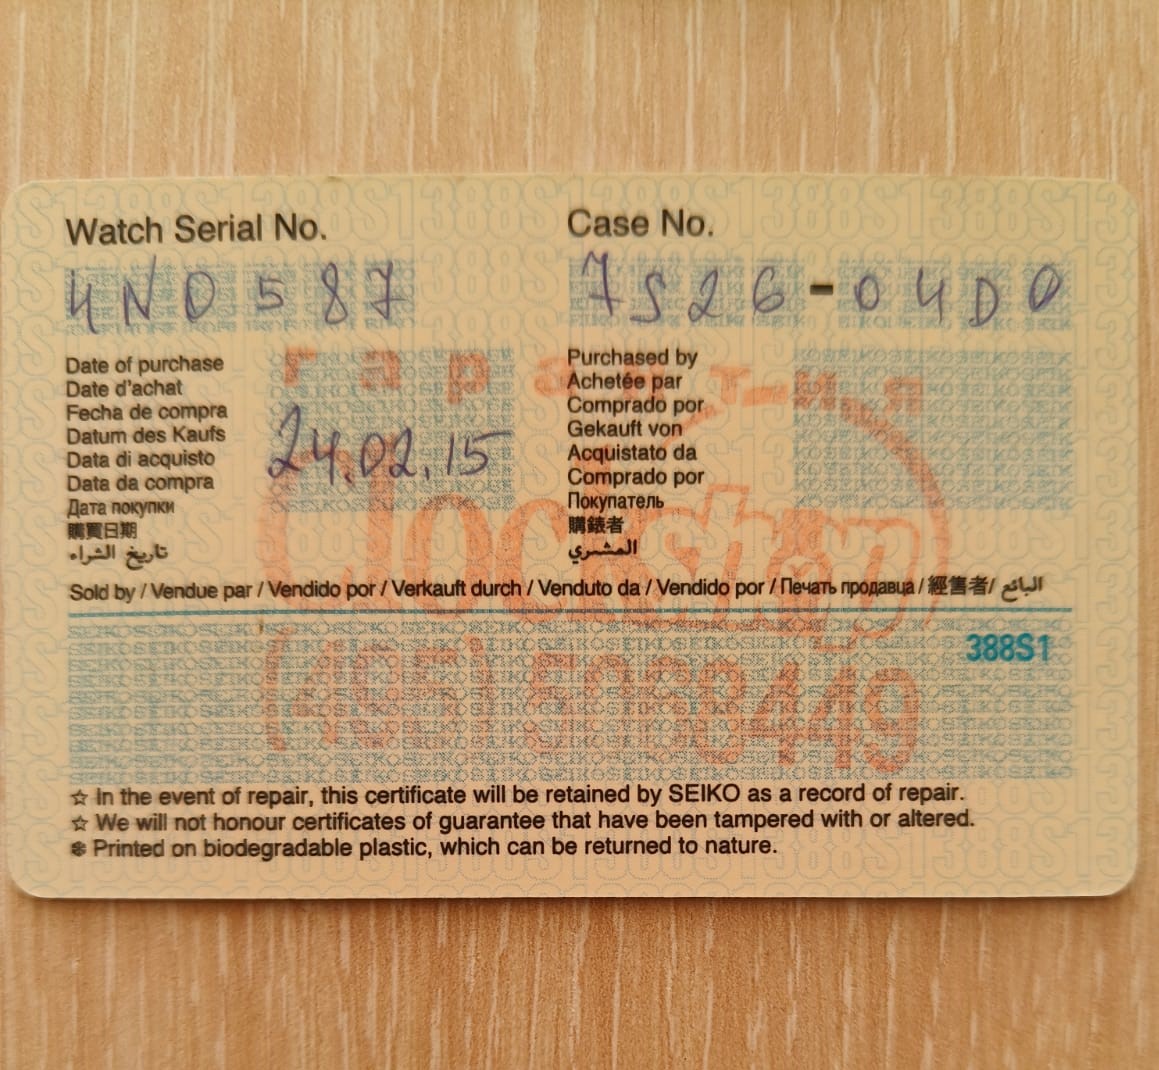 Watch Serial No.
4N0587
Case No.
7S26-04D0
Date of purchase
Date d'achat
Fecha de compra
Datum des Kaufs
Data di acquisto
Data da compra
Дата покупки
購買日期
تاريخ الشراء
24.02.15
Purchased by
Achetée par
Comprado por
Gekauft von
Acquistato da
Comprado por
Покупатель
購錶者
المشتري
гарантия
Clockshop
Sold by / Vendue par / Vendido por / Verkauft durch / Venduto da / Vendido por / Печать продавца / 經售者/ البائع
388S1
☆ In the event of repair, this certificate will be retained by SEIKO as a record of repair.
☆ We will not honour certificates of guarantee that have been tampered with or altered.
❄ Printed on biodegradable plastic, which can be returned to nature.